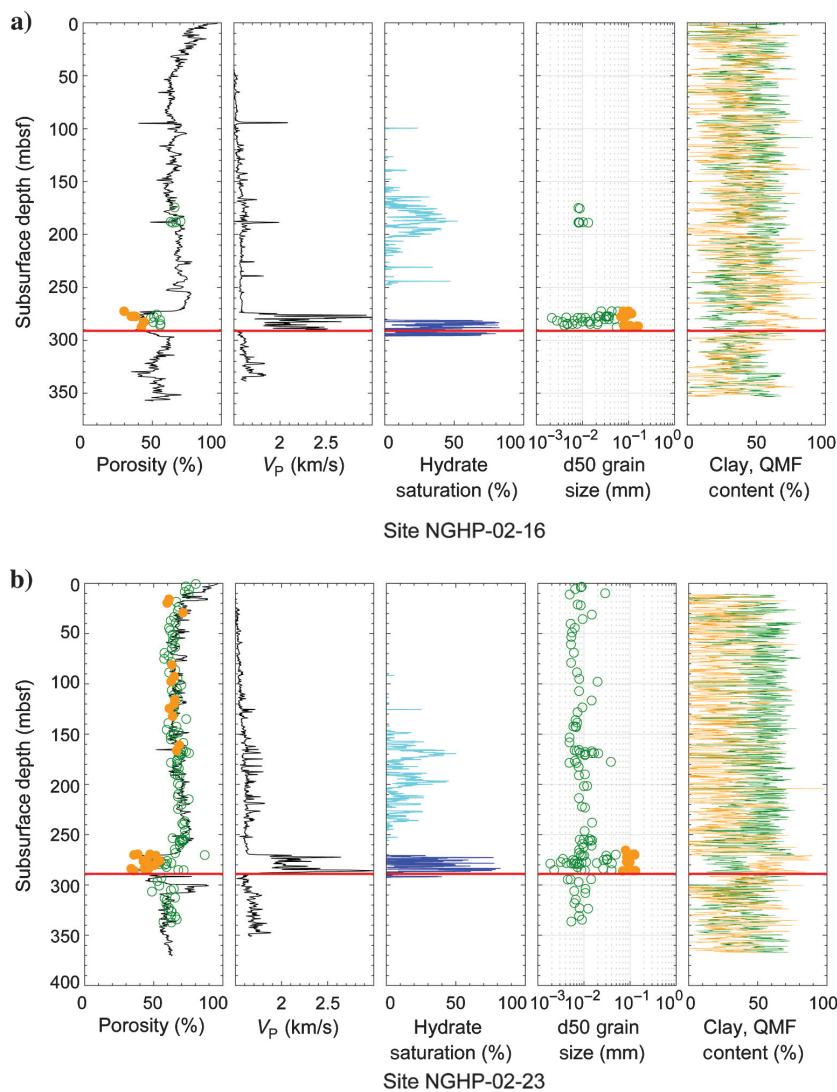 a)
0
50
100
150
200
250
300
350
Subsurface depth (mbsf)
0 50 100
Porosity (%)
2 2.5
V_P (km/s)
0 50 100
Hydrate
saturation (%)
10⁻³ 10⁻² 10⁻¹ 10⁰
d50 grain
size (mm)
0 50 100
Clay, QMF
content (%)
Site NGHP-02-16
b)
0
50
100
150
200
250
300
350
400
Subsurface depth (mbsf)
0 50 100
Porosity (%)
2 2.5
V_P (km/s)
0 50 100
Hydrate
saturation (%)
10⁻³ 10⁻² 10⁻¹ 10⁰
d50 grain
size (mm)
0 50 100
Clay, QMF
content (%)
Site NGHP-02-23